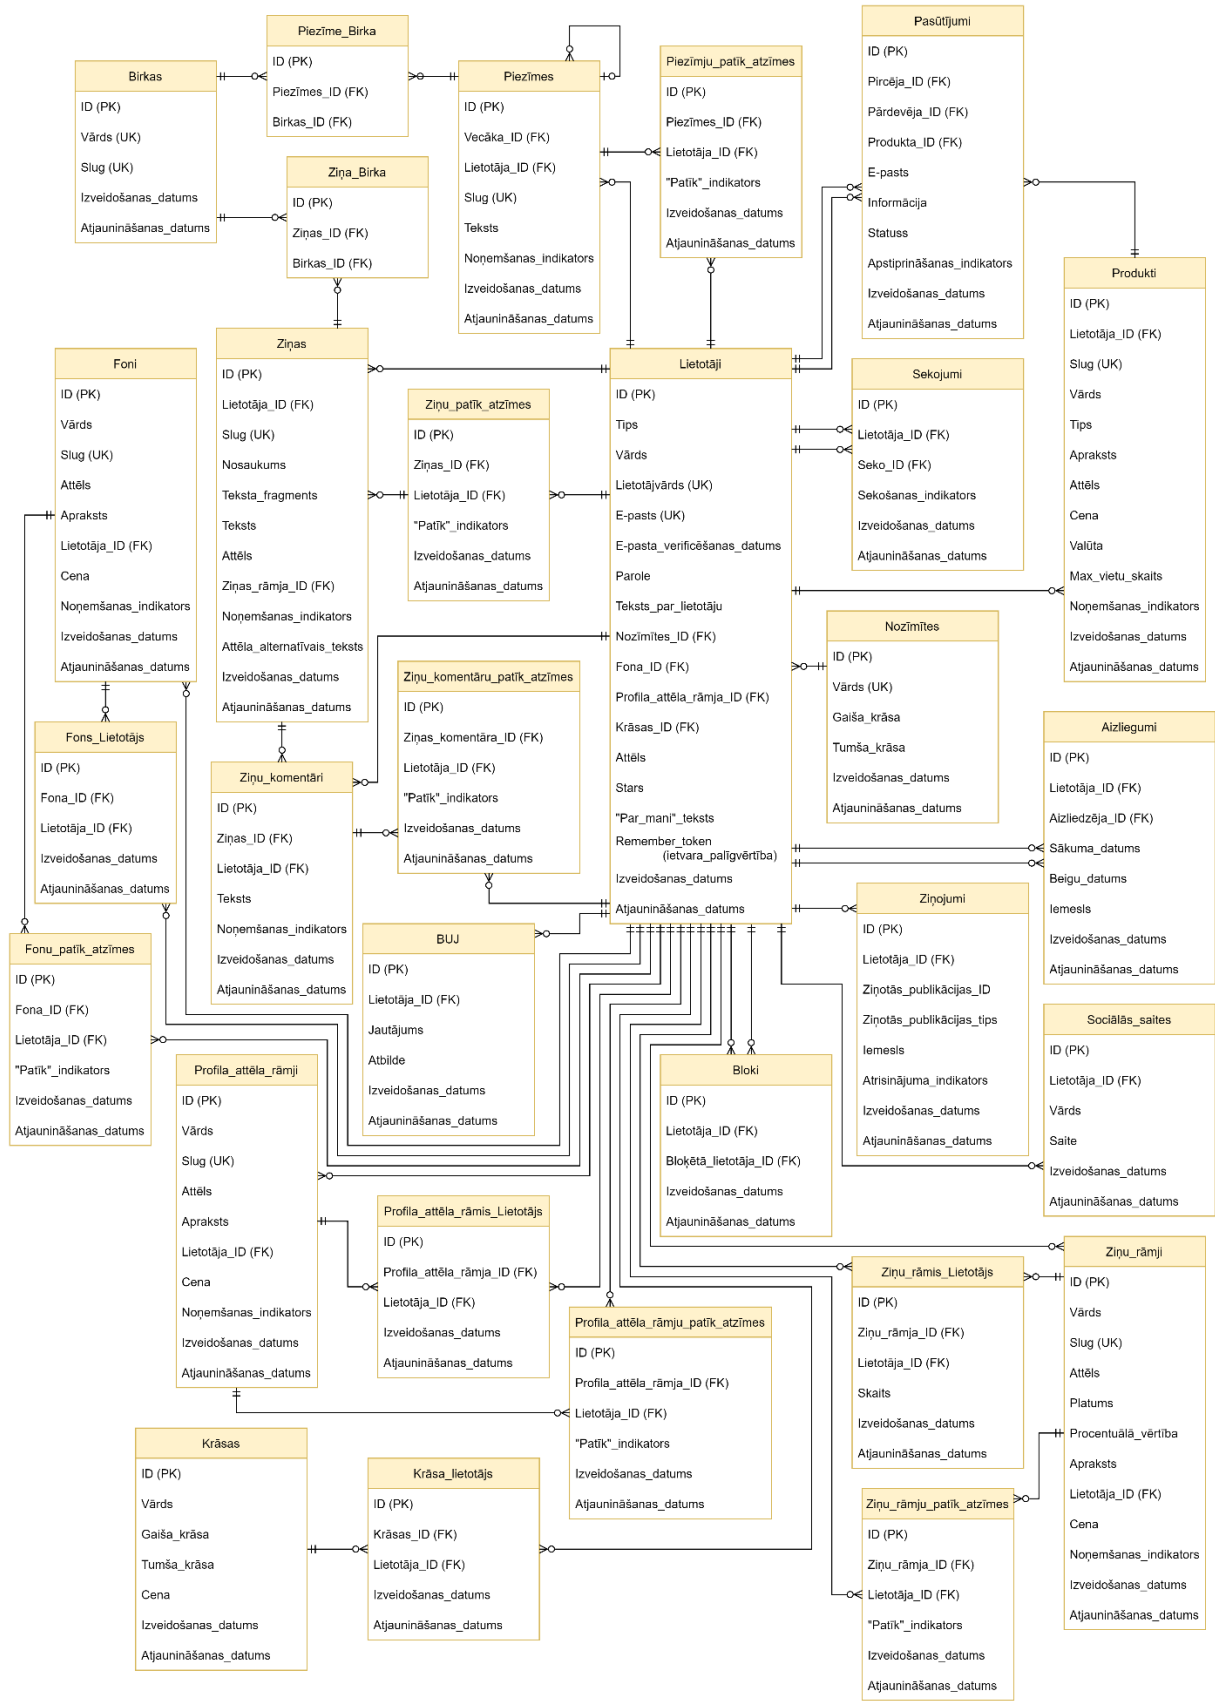 Piezīme_Birka
ID (PK)
Piezīmes_ID (FK)
Birkas_ID (FK)
Birkas
ID (PK)
Vārds (UK)
Slug (UK)
Izveidošanas_datums
Atjaunināšanas_datums
Piezīmes
ID (PK)
Vecāka_ID (FK)
Lietotāja_ID (FK)
Slug (UK)
Teksts
Noņemšanas_indikators
Izveidošanas_datums
Atjaunināšanas_datums
Piezīmju_patīk_atzīmes
ID (PK)
Piezīmes_ID (FK)
Lietotāja_ID (FK)
"Patīk"_indikators
Izveidošanas_datums
Atjaunināšanas_datums
Pasūtījumi
ID (PK)
Pircēja_ID (FK)
Pārdevēja_ID (FK)
Produkta_ID (FK)
E-pasts
Informācija
Statuss
Apstiprināšanas_indikators
Izveidošanas_datums
Atjaunināšanas_datums
Ziņa_Birka
ID (PK)
Ziņas_ID (FK)
Birkas_ID (FK)
Produkti
ID (PK)
Lietotāja_ID (FK)
Slug (UK)
Vārds
Tips
Apraksts
Attēls
Cena
Valūta
Max_vietu_skaits
Noņemšanas_indikators
Izveidošanas_datums
Atjaunināšanas_datums
Ziņas
ID (PK)
Lietotāja_ID (FK)
Slug (UK)
Nosaukums
Teksta_fragments
Teksts
Attēls
Ziņas_rāmja_ID (FK)
Noņemšanas_indikators
Attēla_alternatīvais_teksts
Izveidošanas_datums
Atjaunināšanas_datums
Foni
ID (PK)
Vārds
Slug (UK)
Attēls
Apraksts
Lietotāja_ID (FK)
Cena
Noņemšanas_indikators
Izveidošanas_datums
Atjaunināšanas_datums
Lietotāji
ID (PK)
Tips
Vārds
Lietotājvārds (UK)
E-pasts (UK)
E-pasta_verificēšanas_datums
Parole
Teksts_par_lietotāju
Nozīmītes_ID (FK)
Fona_ID (FK)
Profila_attēla_rāmja_ID (FK)
Krāsas_ID (FK)
Attēls
Stars
"Par_mani"_teksts
Remember_token
(ietvara_palīgvērtība)
Izveidošanas_datums
Atjaunināšanas_datums
Sekojumi
ID (PK)
Lietotāja_ID (FK)
Seko_ID (FK)
Sekošanas_indikators
Izveidošanas_datums
Atjaunināšanas_datums
Ziņu_patīk_atzīmes
ID (PK)
Ziņas_ID (FK)
Lietotāja_ID (FK)
"Patīk"_indikators
Izveidošanas_datums
Atjaunināšanas_datums
Nozīmītes
ID (PK)
Vārds (UK)
Gaiša_krāsa
Tumša_krāsa
Izveidošanas_datums
Atjaunināšanas_datums
Ziņu_komentāru_patīk_atzīmes
ID (PK)
Ziņas_komentāra_ID (FK)
Lietotāja_ID (FK)
"Patīk"_indikators
Izveidošanas_datums
Atjaunināšanas_datums
Aizliegumi
ID (PK)
Lietotāja_ID (FK)
Aizliedzēja_ID (FK)
Sākuma_datums
Beigu_datums
Iemesls
Izveidošanas_datums
Atjaunināšanas_datums
Fons_Lietotājs
ID (PK)
Fona_ID (FK)
Lietotāja_ID (FK)
Izveidošanas_datums
Atjaunināšanas_datums
Ziņu_komentāri
ID (PK)
Ziņas_ID (FK)
Lietotāja_ID (FK)
Teksts
Noņemšanas_indikators
Izveidošanas_datums
Atjaunināšanas_datums
Ziņojumi
ID (PK)
Lietotāja_ID (FK)
Ziņotās_publikācijas_ID
Ziņotās_publikācijas_tips
Iemesls
Atrisinājuma_indikators
Izveidošanas_datums
Atjaunināšanas_datums
BUJ
ID (PK)
Lietotāja_ID (FK)
Jautājums
Atbilde
Izveidošanas_datums
Atjaunināšanas_datums
Fonu_patīk_atzīmes
ID (PK)
Fona_ID (FK)
Lietotāja_ID (FK)
"Patīk"_indikators
Izveidošanas_datums
Atjaunināšanas_datums
Sociālās_saites
ID (PK)
Lietotāja_ID (FK)
Vārds
Saite
Izveidošanas_datums
Atjaunināšanas_datums
Profila_attēla_rāmji
ID (PK)
Vārds
Slug (UK)
Attēls
Apraksts
Lietotāja_ID (FK)
Cena
Noņemšanas_indikators
Izveidošanas_datums
Atjaunināšanas_datums
Bloki
ID (PK)
Lietotāja_ID (FK)
Bloķētā_lietotāja_ID (FK)
Izveidošanas_datums
Atjaunināšanas_datums
Profila_attēla_rāmis_Lietotājs
ID (PK)
Profila_attēla_rāmja_ID (FK)
Lietotāja_ID (FK)
Izveidošanas_datums
Atjaunināšanas_datums
Ziņu_rāmji
ID (PK)
Vārds
Slug (UK)
Attēls
Platums
Procentuālā_vērtība
Apraksts
Lietotāja_ID (FK)
Cena
Noņemšanas_indikators
Izveidošanas_datums
Atjaunināšanas_datums
Ziņu_rāmis_Lietotājs
ID (PK)
Ziņu_rāmja_ID (FK)
Lietotāja_ID (FK)
Skaits
Izveidošanas_datums
Atjaunināšanas_datums
Profila_attēla_rāmju_patīk_atzīmes
ID (PK)
Profila_attēla_rāmja_ID (FK)
Lietotāja_ID (FK)
"Patīk"_indikators
Izveidošanas_datums
Atjaunināšanas_datums
Krāsas
ID (PK)
Vārds
Gaiša_krāsa
Tumša_krāsa
Cena
Izveidošanas_datums
Atjaunināšanas_datums
Krāsa_lietotājs
ID (PK)
Krāsas_ID (FK)
Lietotāja_ID (FK)
Izveidošanas_datums
Atjaunināšanas_datums
Ziņu_rāmju_patīk_atzīmes
ID (PK)
Ziņu_rāmja_ID (FK)
Lietotāja_ID (FK)
"Patīk"_indikators
Izveidošanas_datums
Atjaunināšanas_datums